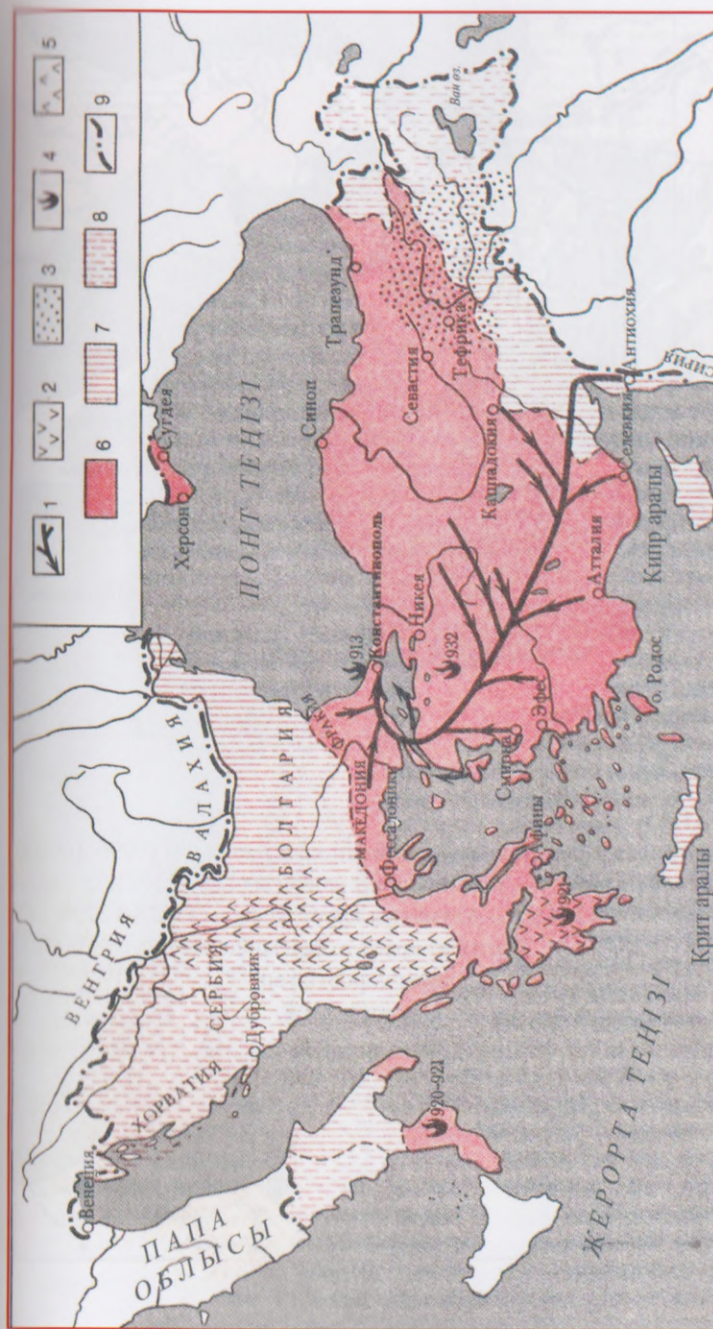 1
2
3
4
5
6
7
8
9
Венеция
ВЕНГРИЯ
ВАЛАХИЯ
ХОРВАТИЯ
СЕРБИЯ
Дубровник
БОЛГАРИЯ
ПАПА
ОБЛЫСЫ
920–921
ЖЕРОРТА ТЕҢІЗІ
МАКЕДОНИЯ
ФРАКИЯ
Фессалоники
Афины
921
Крит аралы
913
Константинополь
Никея
932
Смирна
Эфес
о. Родос
Атталия
Кипр аралы
Селевкия
Антиохия
СИРИЯ
Каппадокия
Севастия
Тефрика
Синоп
Трапезунд
ПОНТ ТЕҢІЗІ
Херсон
Сугдея
Ван оз.